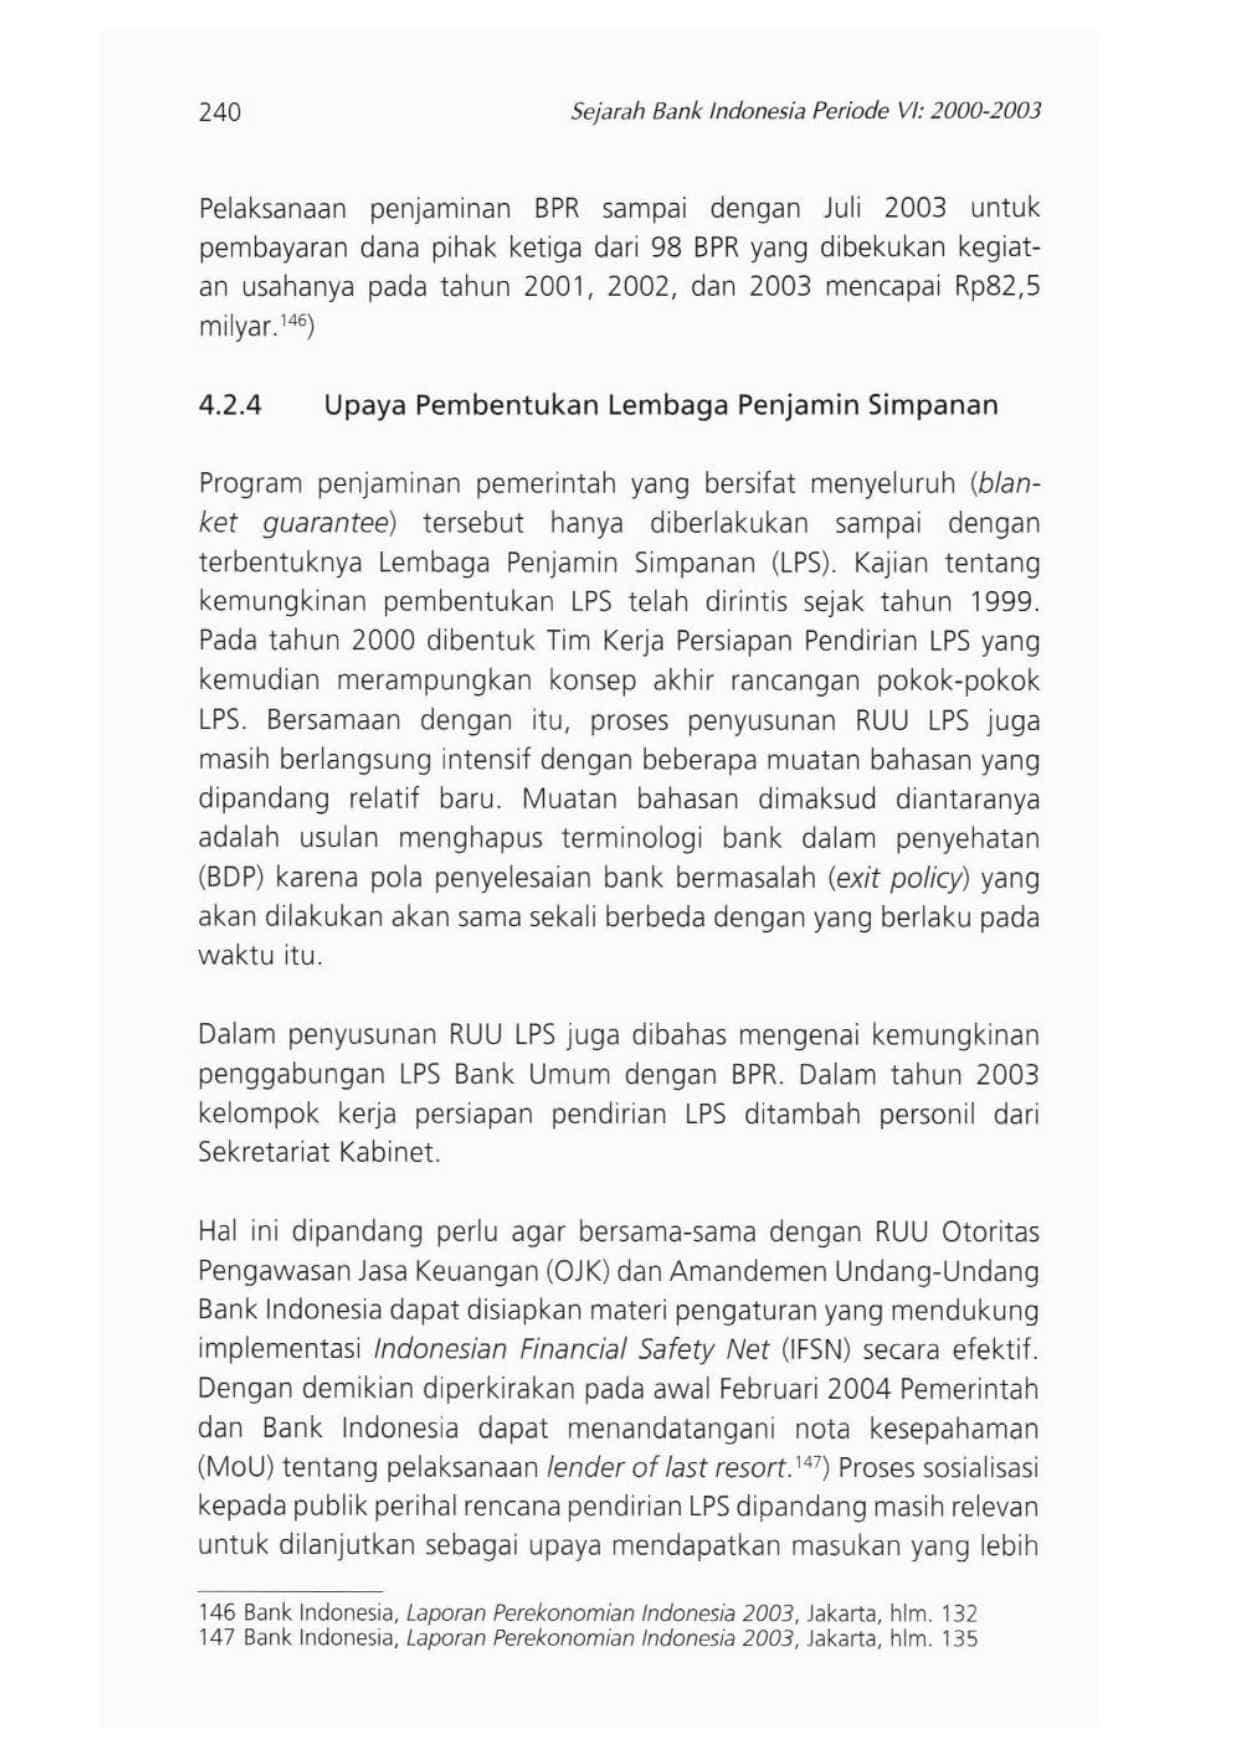 240 Sejarah Bank Indonesia Periode VI: 2000-2003
Pelaksanaan penjaminan BPR sampai dengan Juli 2003 untuk
pembayaran dana pihak ketiga dari 98 BPR yang dibekukan kegiat-
an usahanya pada tahun 2001, 2002, dan 2003 mencapai Rp82,5
milyar.¹⁴⁶)
4.2.4 Upaya Pembentukan Lembaga Penjamin Simpanan
Program penjaminan pemerintah yang bersifat menyeluruh (blan-
ket guarantee) tersebut hanya diberlakukan sampai dengan
terbentuknya Lembaga Penjamin Simpanan (LPS). Kajian tentang
kemungkinan pembentukan LPS telah dirintis sejak tahun 1999.
Pada tahun 2000 dibentuk Tim Kerja Persiapan Pendirian LPS yang
kemudian merampungkan konsep akhir rancangan pokok-pokok
LPS. Bersamaan dengan itu, proses penyusunan RUU LPS juga
masih berlangsung intensif dengan beberapa muatan bahasan yang
dipandang relatif baru. Muatan bahasan dimaksud diantaranya
adalah usulan menghapus terminologi bank dalam penyehatan
(BDP) karena pola penyelesaian bank bermasalah (exit policy) yang
akan dilakukan akan sama sekali berbeda dengan yang berlaku pada
waktu itu.
Dalam penyusunan RUU LPS juga dibahas mengenai kemungkinan
penggabungan LPS Bank Umum dengan BPR. Dalam tahun 2003
kelompok kerja persiapan pendirian LPS ditambah personil dari
Sekretariat Kabinet.
Hal ini dipandang perlu agar bersama-sama dengan RUU Otoritas
Pengawasan Jasa Keuangan (OJK) dan Amandemen Undang-Undang
Bank Indonesia dapat disiapkan materi pengaturan yang mendukung
implementasi Indonesian Financial Safety Net (IFSN) secara efektif.
Dengan demikian diperkirakan pada awal Februari 2004 Pemerintah
dan Bank Indonesia dapat menandatangani nota kesepahaman
(MoU) tentang pelaksanaan lender of last resort.¹⁴⁷) Proses sosialisasi
kepada publik perihal rencana pendirian LPS dipandang masih relevan
untuk dilanjutkan sebagai upaya mendapatkan masukan yang lebih
146 Bank Indonesia, Laporan Perekonomian Indonesia 2003, Jakarta, hlm. 132
147 Bank Indonesia, Laporan Perekonomian Indonesia 2003, Jakarta, hlm. 135